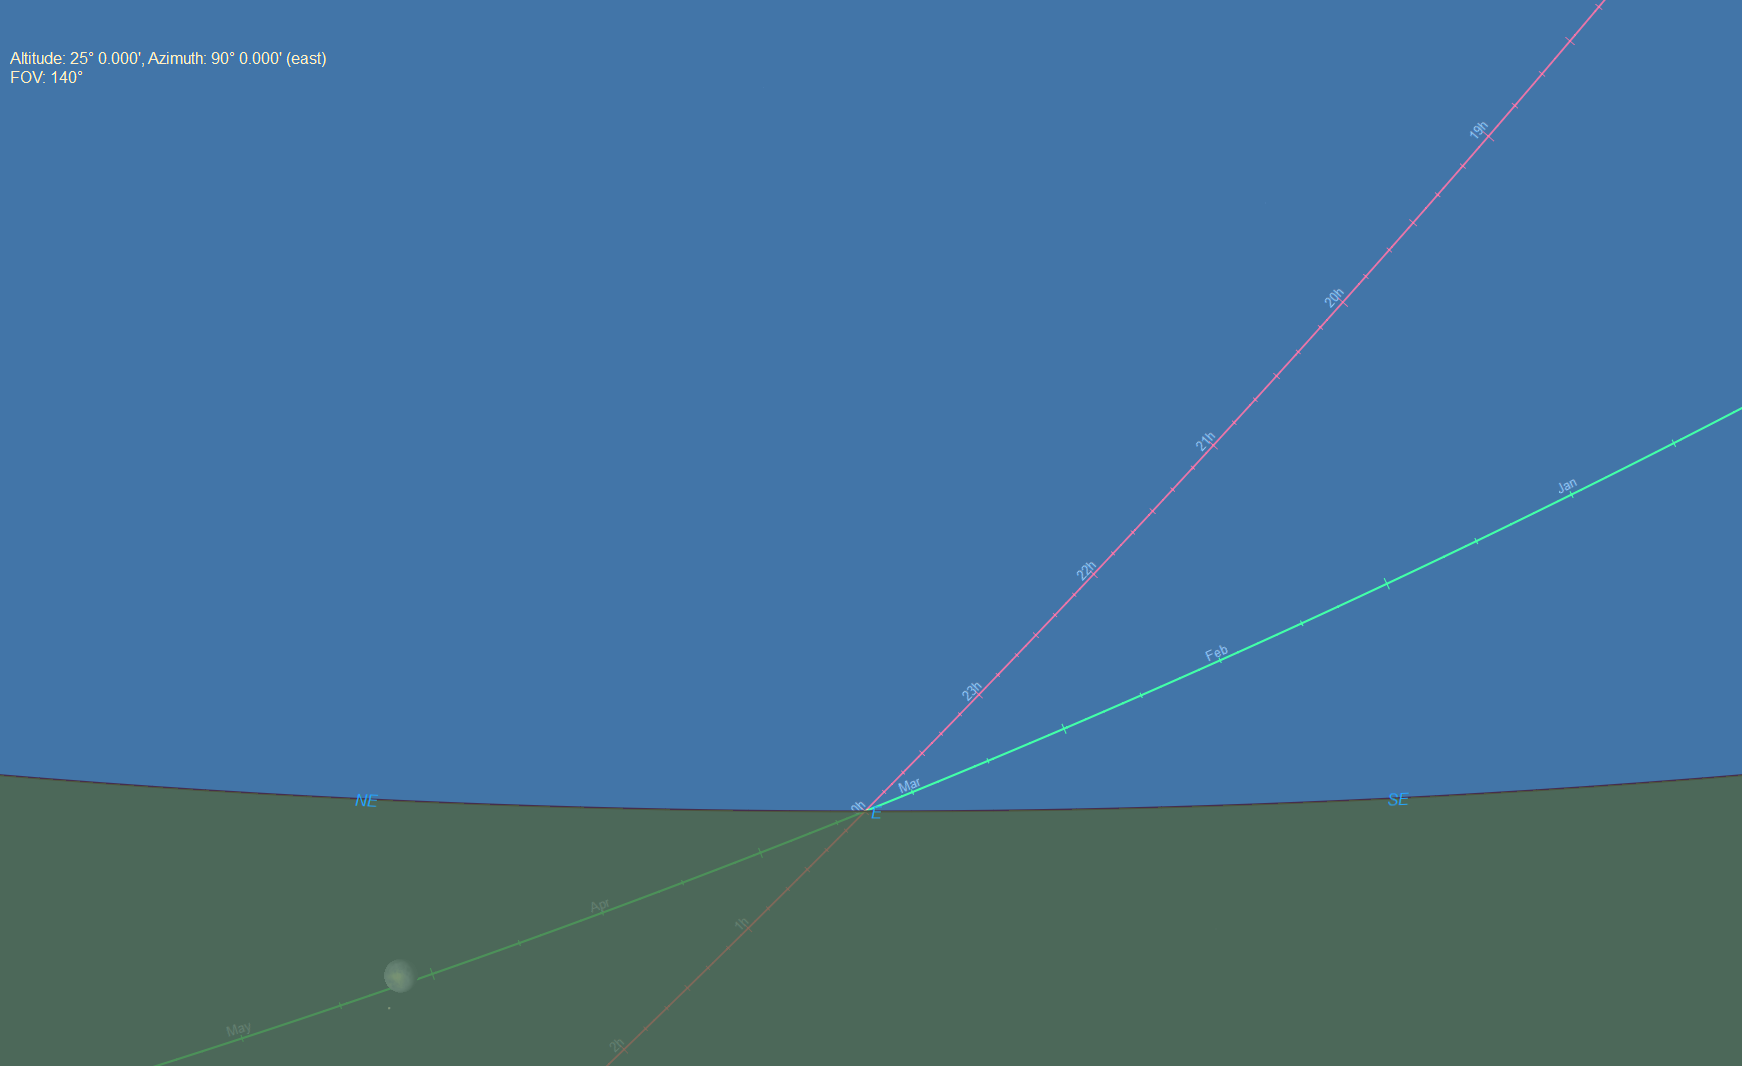 Altitude: 25° 0.000', Azimuth: 90° 0.000' (east)
FOV: 140°
19h
20h
21h
22h
Jan
Feb
23h
Mar
0h
NE
E
SE
Apr
1h
May
2h